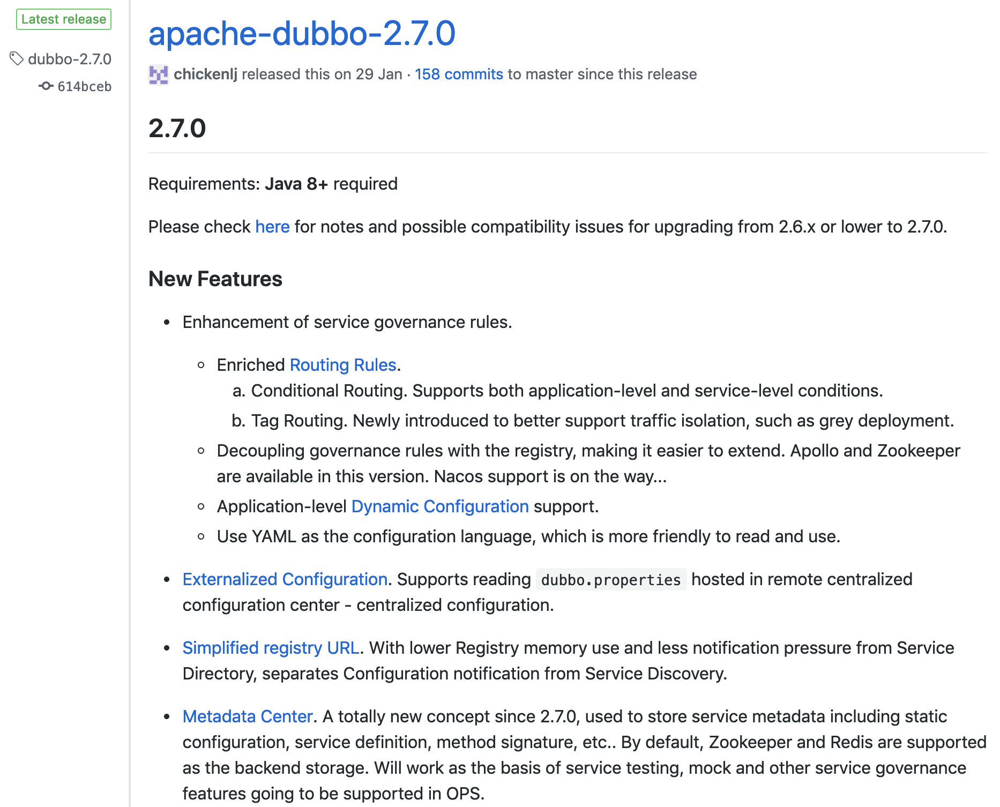 Latest release
dubbo-2.7.0
614bceb
apache-dubbo-2.7.0
chickenlj released this on 29 Jan · 158 commits to master since this release
2.7.0
Requirements: Java 8+ required
Please check here for notes and possible compatibility issues for upgrading from 2.6.x or lower to 2.7.0.
New Features
• Enhancement of service governance rules.
◦ Enriched Routing Rules.
a. Conditional Routing. Supports both application-level and service-level conditions.
b. Tag Routing. Newly introduced to better support traffic isolation, such as grey deployment.
◦ Decoupling governance rules with the registry, making it easier to extend. Apollo and Zookeeper
are available in this version. Nacos support is on the way...
◦ Application-level Dynamic Configuration support.
◦ Use YAML as the configuration language, which is more friendly to read and use.
• Externalized Configuration. Supports reading dubbo.properties hosted in remote centralized
configuration center - centralized configuration.
• Simplified registry URL. With lower Registry memory use and less notification pressure from Service
Directory, separates Configuration notification from Service Discovery.
• Metadata Center. A totally new concept since 2.7.0, used to store service metadata including static
configuration, service definition, method signature, etc.. By default, Zookeeper and Redis are supported
as the backend storage. Will work as the basis of service testing, mock and other service governance
features going to be supported in OPS.